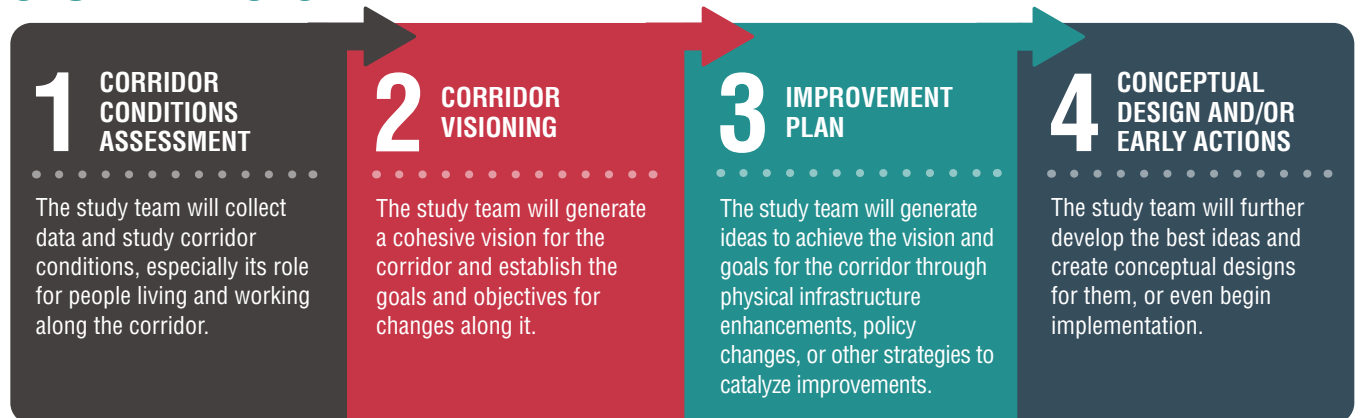 1
CORRIDOR
CONDITIONS
ASSESSMENT
The study team will collect
data and study corridor
conditions, especially its role
for people living and working
along the corridor.
2
CORRIDOR
VISIONING
The study team will generate
a cohesive vision for the
corridor and establish the
goals and objectives for
changes along it.
3
IMPROVEMENT
PLAN
The study team will generate
ideas to achieve the vision and
goals for the corridor through
physical infrastructure
enhancements, policy
changes, or other strategies to
catalyze improvements.
4
CONCEPTUAL
DESIGN AND/OR
EARLY ACTIONS
The study team will further
develop the best ideas and
create conceptual designs
for them, or even begin
implementation.